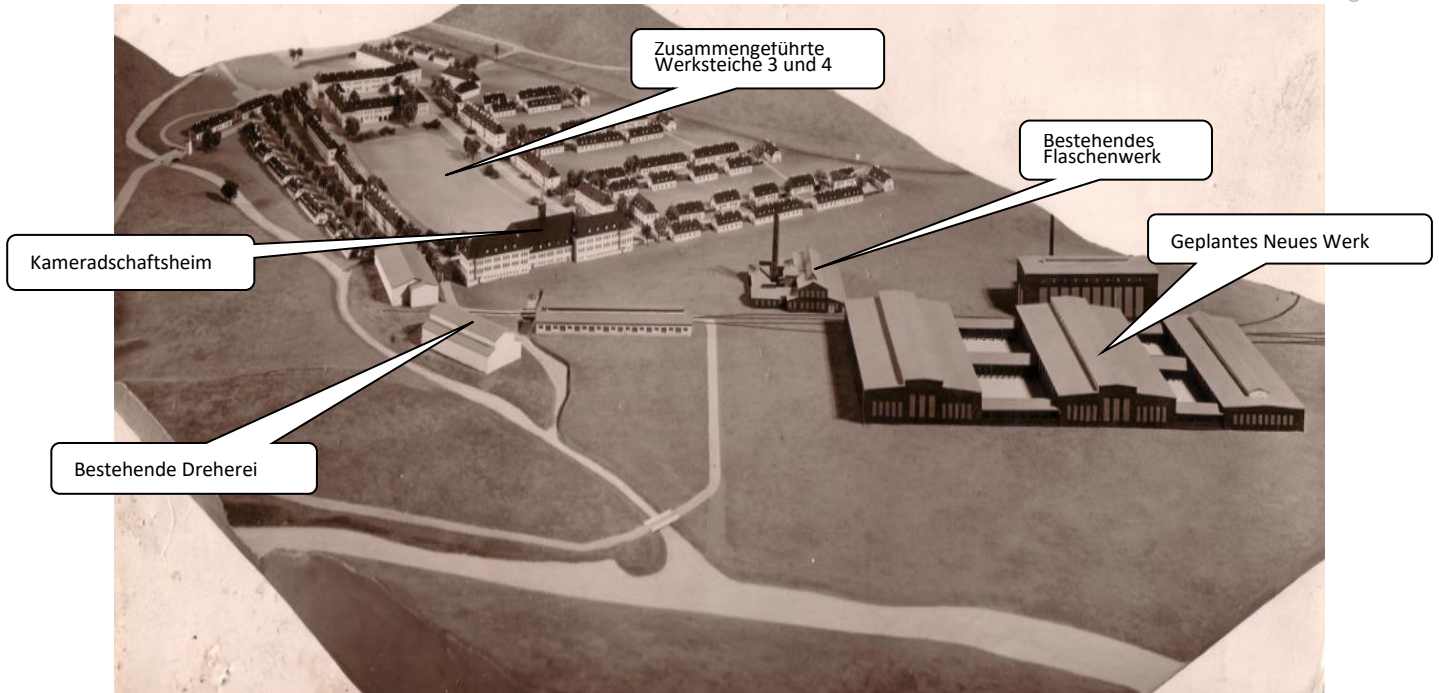 Zusammengeführte
Werksteiche 3 und 4
Bestehendes
Flaschenwerk
Geplantes Neues Werk
Kameradschaftsheim
Bestehende Dreherei